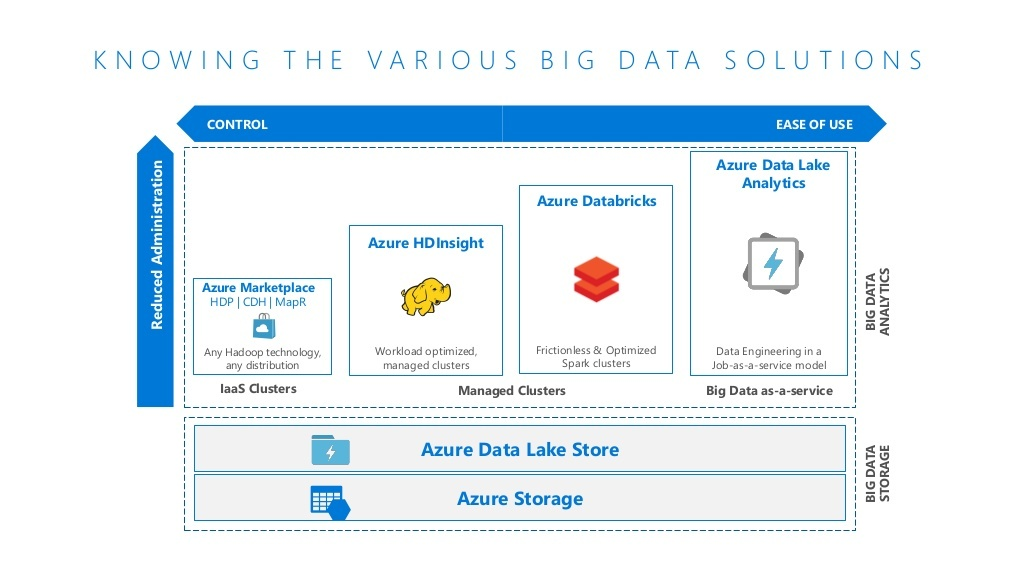 KNOWING THE VARIOUS BIG DATA SOLUTIONS
CONTROL
EASE OF USE
Reduced Administration
Azure Marketplace
HDP | CDH | MapR
Any Hadoop technology,
any distribution
IaaS Clusters
Azure HDInsight
Workload optimized,
managed clusters
Azure Databricks
Frictionless & Optimized
Spark clusters
Managed Clusters
Azure Data Lake
Analytics
Data Engineering in a
Job-as-a-service model
Big Data as-a-service
BIG DATA
ANALYTICS
Azure Data Lake Store
Azure Storage
BIG DATA
STORAGE